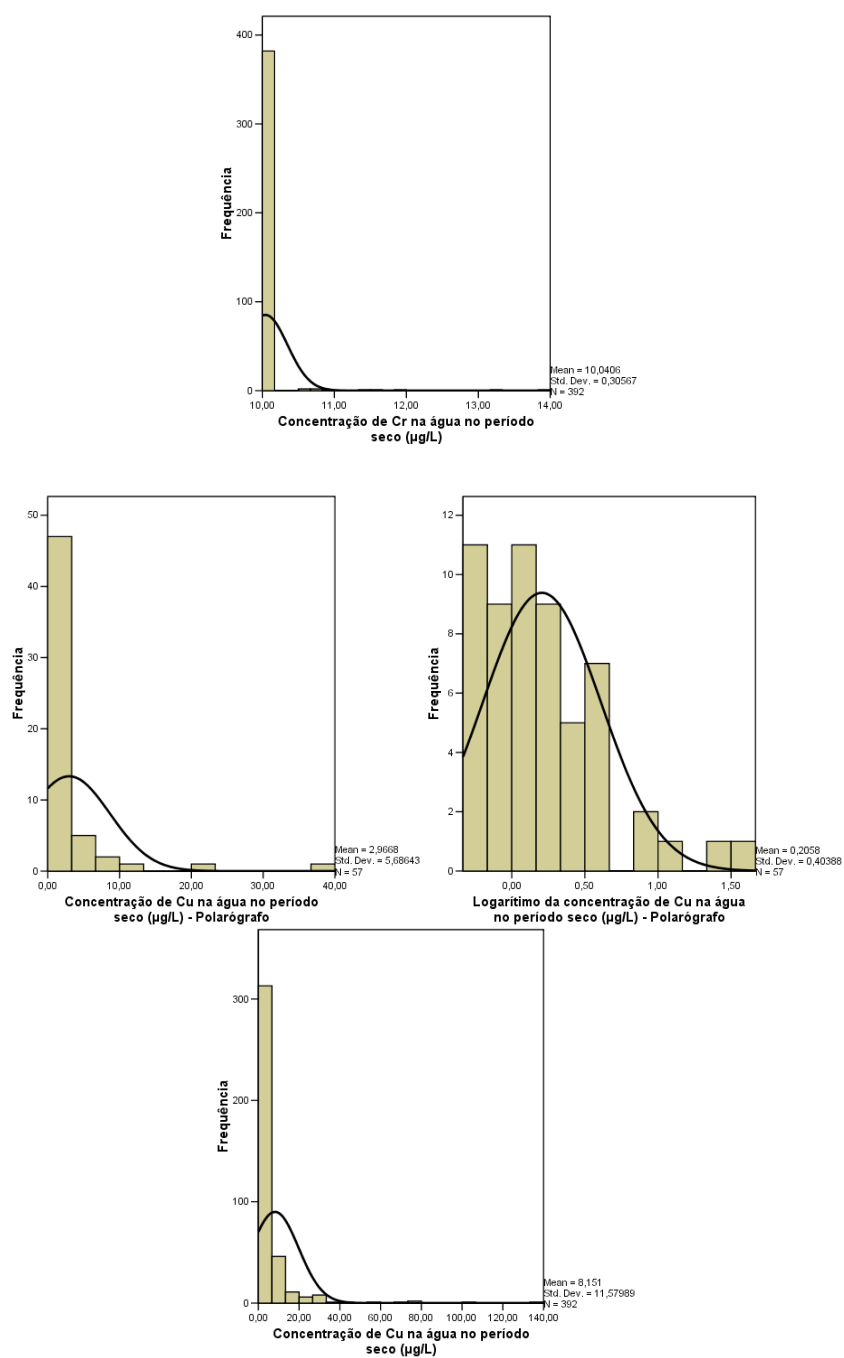 400
300
200
100
0
Frequência
10,00 11,00 12,00 13,00 14,00
Mean = 10,0406
Std. Dev. = 0,30567
N = 392
Concentração de Cr na água no período
seco (µg/L)
50
40
30
20
10
0
Frequência
0,00 10,00 20,00 30,00 40,00
Mean = 2,9668
Std. Dev. = 5,68643
N = 57
Concentração de Cu na água no período
seco (µg/L) - Polarógrafo
12
10
8
6
4
2
0
Frequência
0,00 0,50 1,00 1,50
Mean = 0,2058
Std. Dev. = 0,40388
N = 57
Logarítimo da concentração de Cu na água
no período seco (µg/L) - Polarógrafo
300
200
100
0
Frequência
0,00 20,00 40,00 60,00 80,00 100,00 120,00 140,00
Mean = 8,151
Std. Dev. = 11,57989
N = 392
Concentração de Cu na água no período
seco (µg/L)